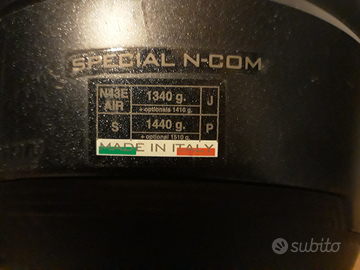 SPECIAL N-COM
N43E AIR 1340 g. + optionals 1410 g. J
S 1440 g. + optional 1510 g. P
MADE IN ITALY
subito